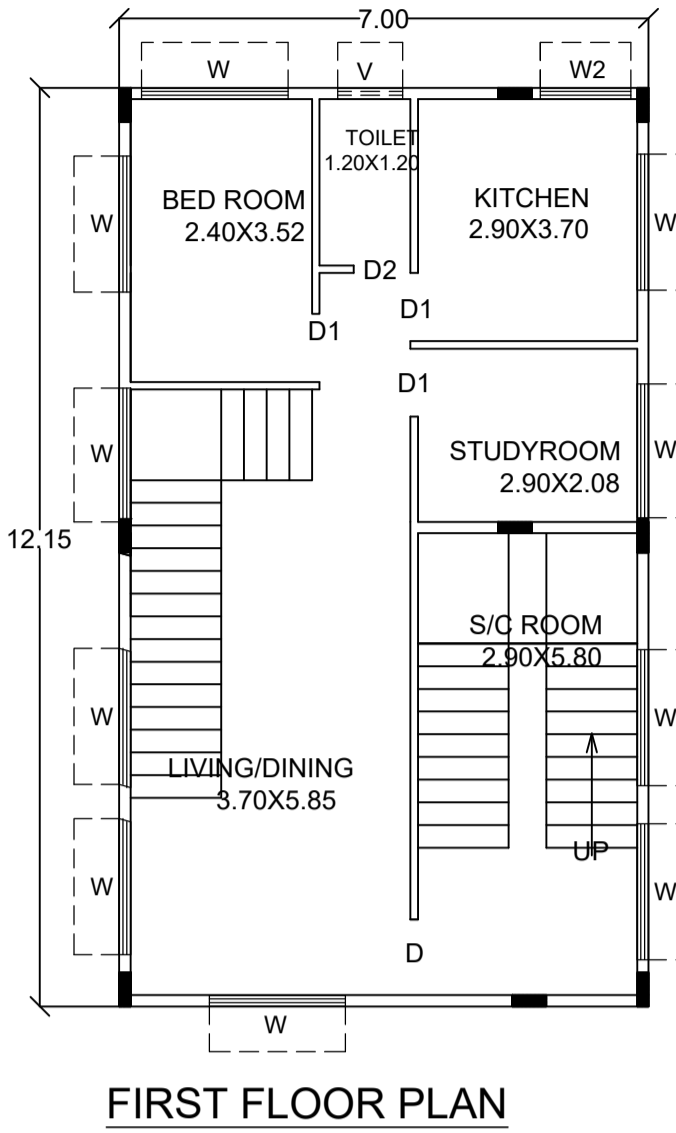 7.00
W
V
W2
TOILET
1.20X1.20
BED ROOM
2.40X3.52
KITCHEN
2.90X3.70
W
W
D2
D1
D1
D1
W
STUDYROOM
2.90X2.08
W
12.15
S/C ROOM
2.90X5.80
W
W
LIVING/DINING
3.70X5.85
UP
W
W
D
W
FIRST FLOOR PLAN